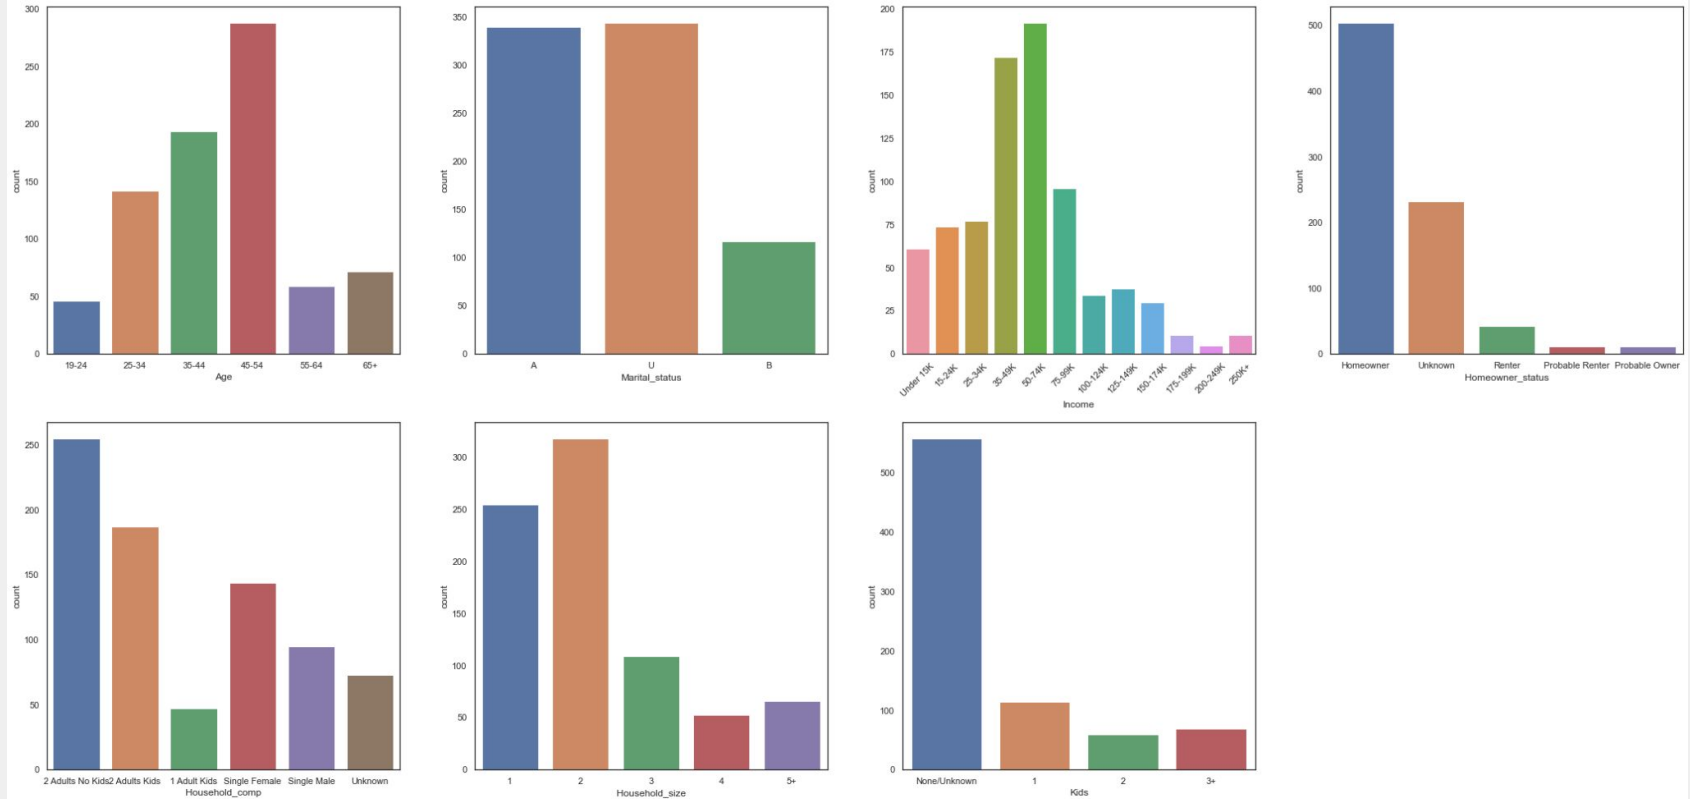 300
250
200
150
100
50
0
count
19-24 25-34 35-44 45-54 55-64 65+
Age
350
300
250
200
150
100
50
0
count
A U B
Marital_status
200
175
150
125
100
75
50
25
0
count
Under 15K 15-24K 25-34K 35-49K 50-74K 75-99K 100-124K 125-149K 150-174K 175-199K 200-249K 250K+
Income
500
400
300
200
100
0
count
Homeowner Unknown Renter Probable Renter Probable Owner
Homeowner_status
250
200
150
100
50
0
count
2 Adults No Kids 2 Adults Kids 1 Adult Kids Single Female Single Male Unknown
Household_comp
300
250
200
150
100
50
0
count
1 2 3 4 5+
Household_size
500
400
300
200
100
0
count
None/Unknown 1 2 3+
Kids